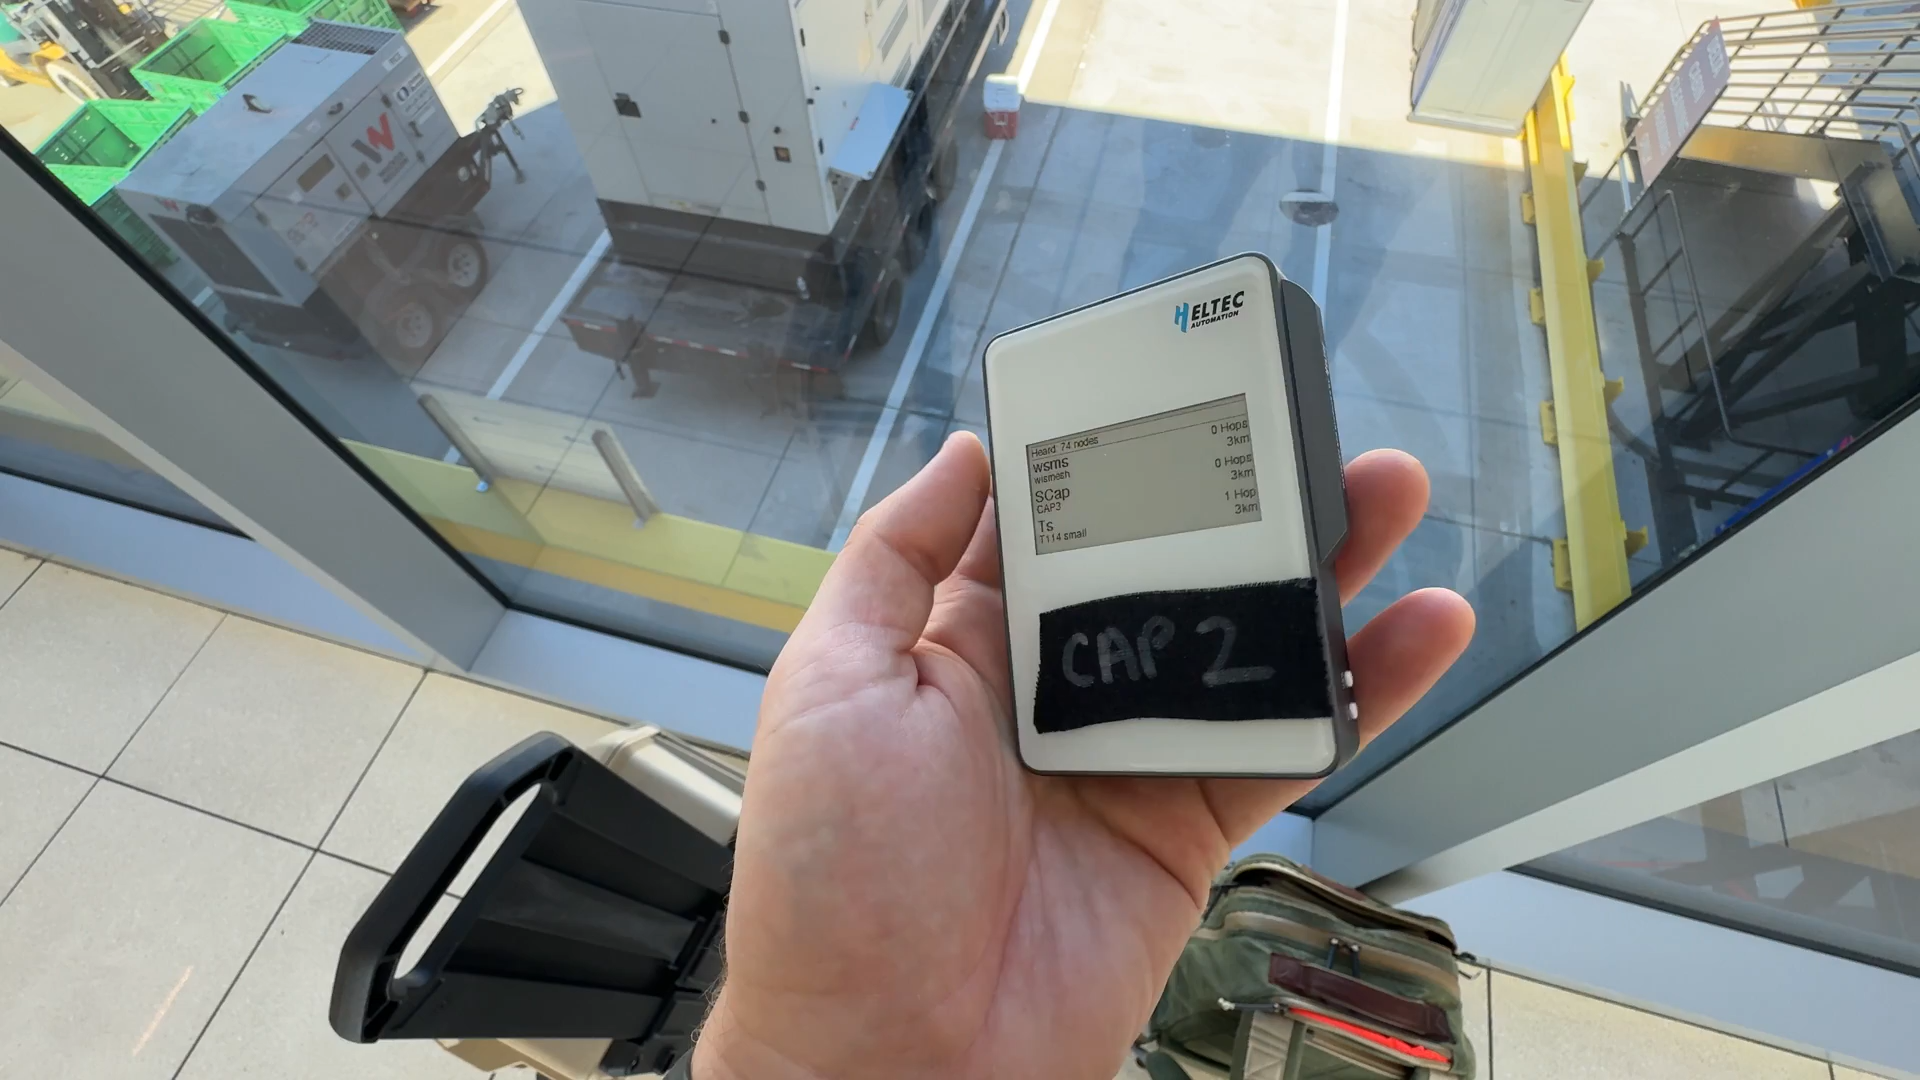 HELTEC
AUTOMATION
Heard 74 nodes
0 Hops
wsms
3km
wismesh
0 Hops
SCap
3km
CAP3
1 Hop
Ts
3km
T114 small
CAP 2
W